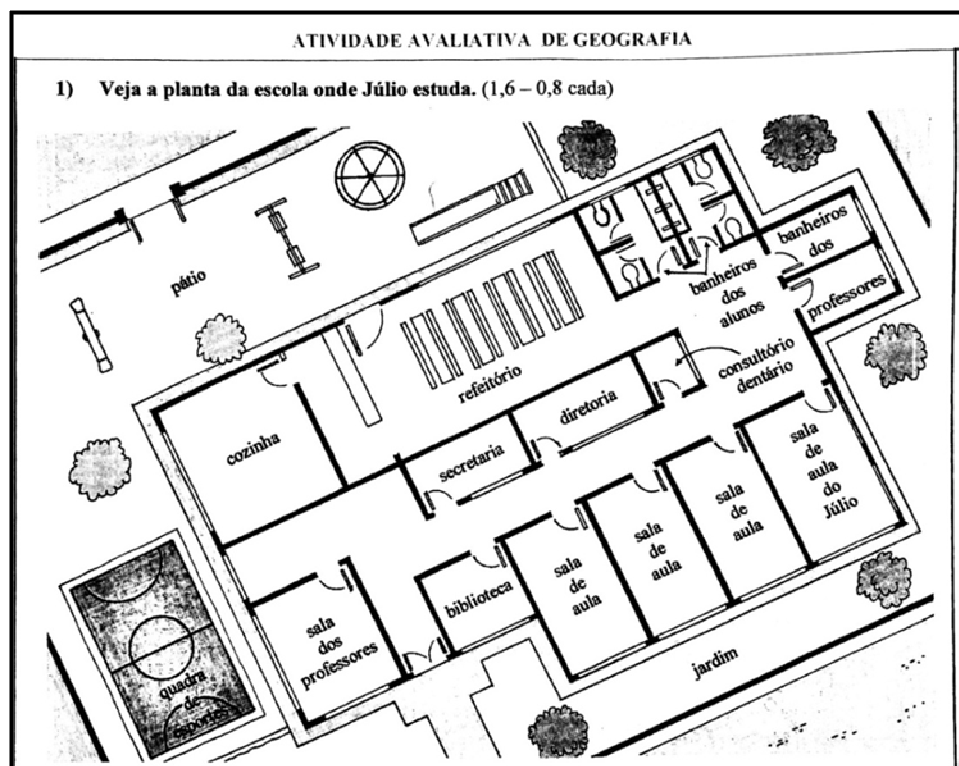 ATIVIDADE AVALIATIVA DE GEOGRAFIA
1) Veja a planta da escola onde Júlio estuda. (1,6 – 0,8 cada)
pátio
banheiros
dos
professores
banheiros
dos
alunos
refeitório
consultório
dentário
diretoria
secretaria
cozinha
sala
de
aula
do
Júlio
sala
de
aula
sala
de
aula
sala
de
aula
biblioteca
sala
dos
professores
quadra
de
esportes
jardim